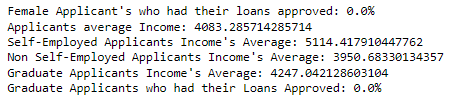 Female Applicant's who had their loans approved: 0.0%
Applicants average Income: 4083.285714285714
Self-Employed Applicants Income's Average: 5114.417910447762
Non Self-Employed Applicants Income's Average: 3950.68330134357
Graduate Applicants Income's Average: 4247.042128603104
Graduate Applicants who had their Loans Approved: 0.0%